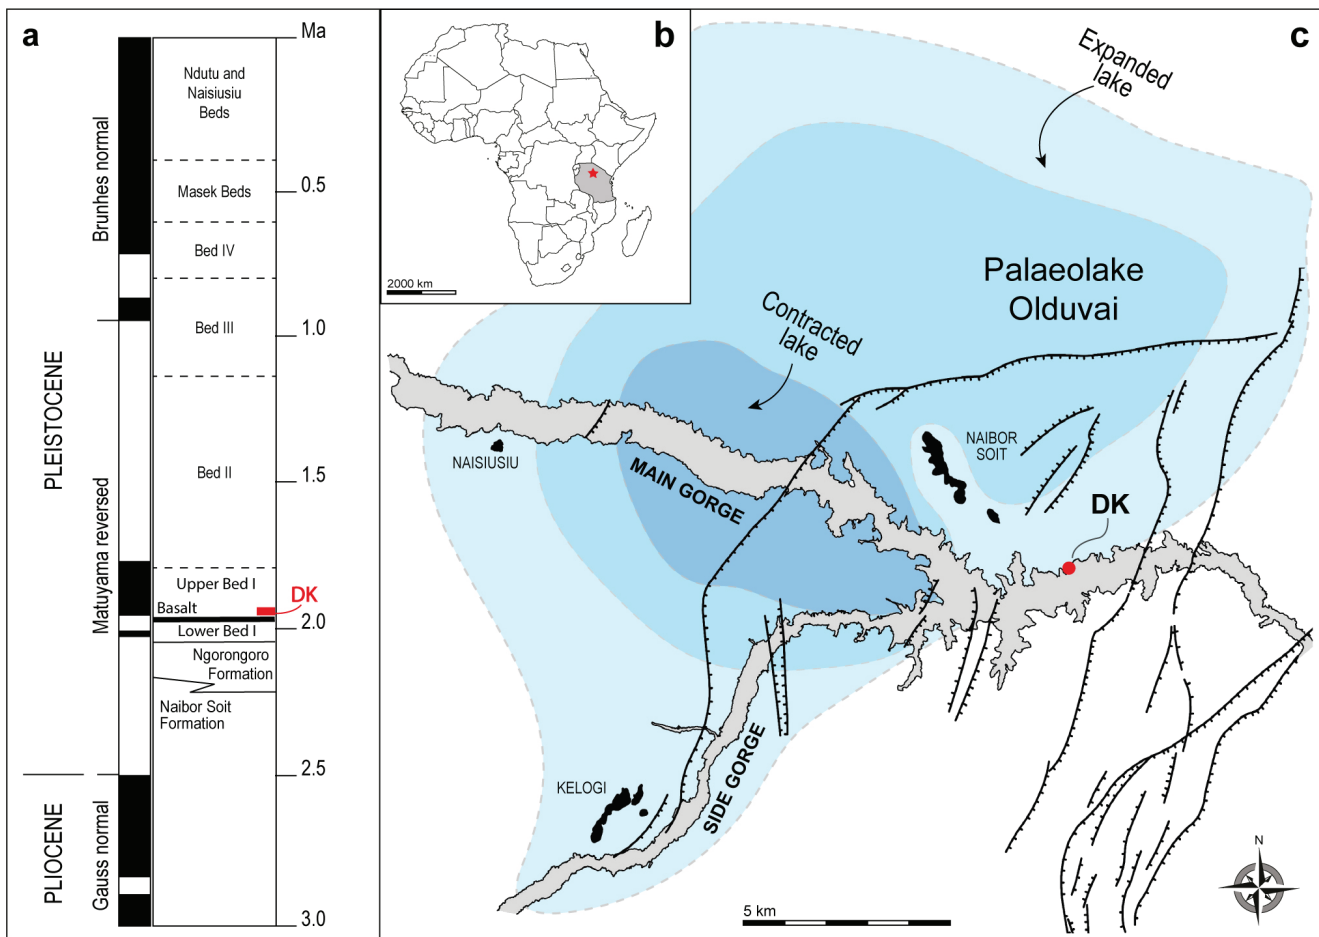 a
Ma
Ndutu and
Naisiusiu
Beds
Masek Beds
0.5
Bed IV
Bed III
1.0
Bed II
1.5
Upper Bed I
Basalt
DK
2.0
Lower Bed I
Ngorongoro
Formation
Naibor Soit
Formation
2.5
3.0
Brunhes normal
Matuyama reversed
Gauss normal
PLEISTOCENE
PLIOCENE
b
2000 km
c
Expanded
lake
Palaeolake
Olduvai
Contracted
lake
NAISIUSIU
MAIN GORGE
NAIBOR
SOIT
DK
SIDE GORGE
KELOGI
5 km
N